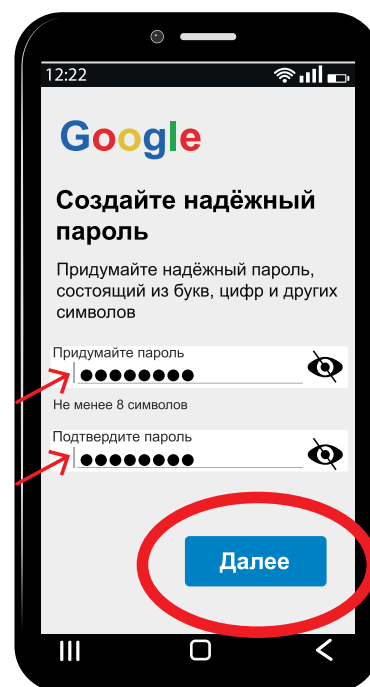 12:22
Google
Создайте надёжный
пароль
Придумайте надёжный пароль,
состоящий из букв, цифр и других
символов
Придумайте пароль
●●●●●●●●
Не менее 8 символов
Подтвердите пароль
●●●●●●●●
Далее